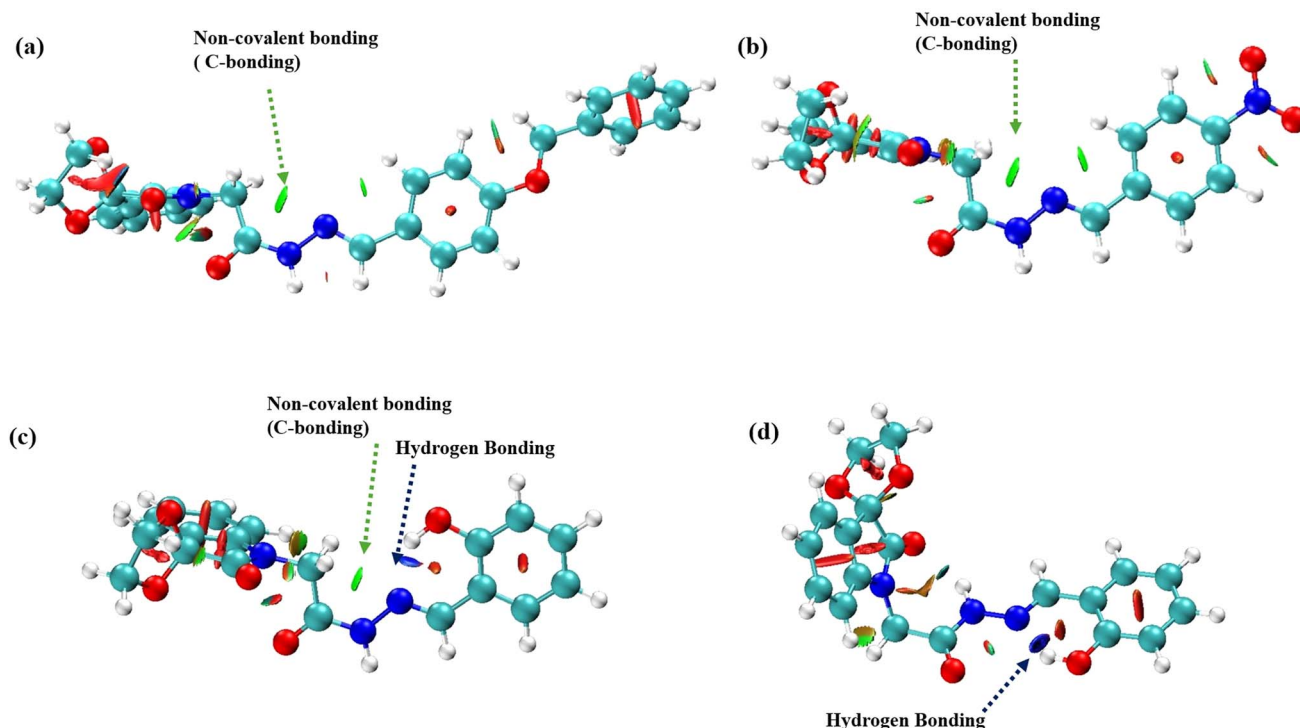 (a)
Non-covalent bonding
( C-bonding)
(b)
Non-covalent bonding
(C-bonding)
(c)
Non-covalent bonding
(C-bonding)
Hydrogen Bonding
(d)
Hydrogen Bonding